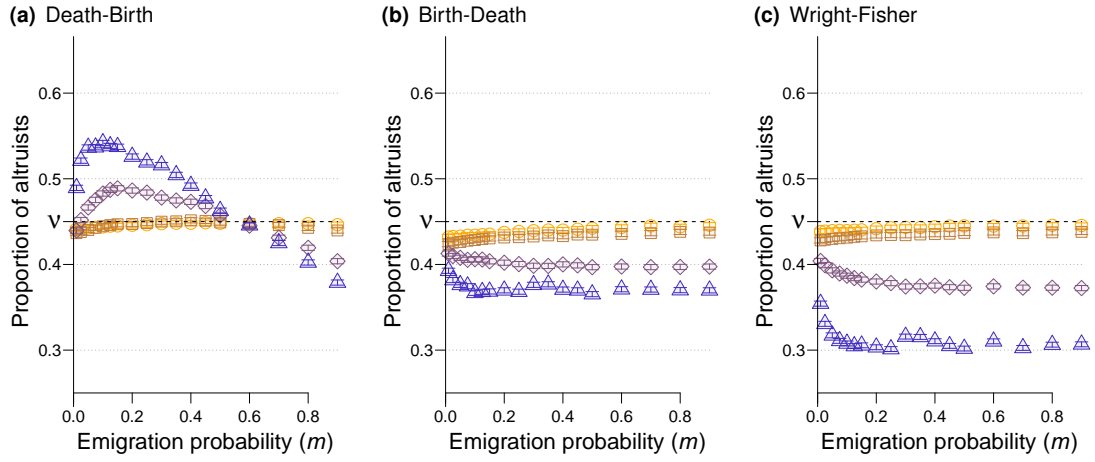 (a) Death-Birth
Proportion of altruists
0.6
0.5
ν
0.4
0.3
0.0 0.2 0.4 0.6 0.8
Emigration probability (m)
(b) Birth-Death
Proportion of altruists
0.6
0.5
ν
0.4
0.3
0.0 0.2 0.4 0.6 0.8
Emigration probability (m)
(c) Wright-Fisher
Proportion of altruists
0.6
0.5
ν
0.4
0.3
0.0 0.2 0.4 0.6 0.8
Emigration probability (m)